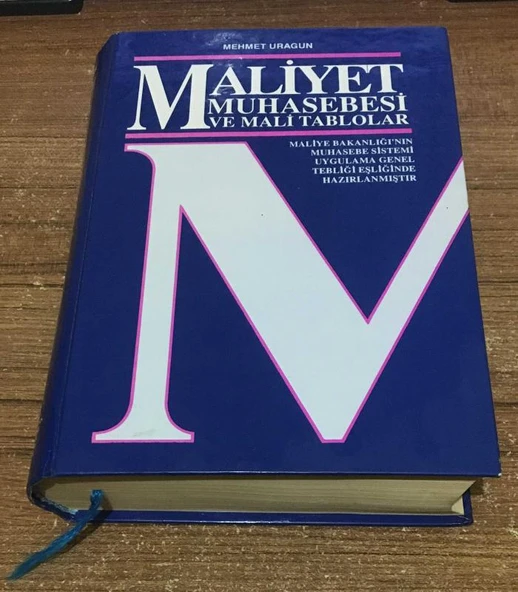 MEHMET URAGUN
MALİYET
MUHASEBESİ
VE MALİ TABLOLAR
MALİYE BAKANLIĞI'NIN
MUHASEBE SİSTEMİ
UYGULAMA GENEL
TEBLİĞİ EŞLİĞİNDE
HAZIRLANMIŞTIR
M